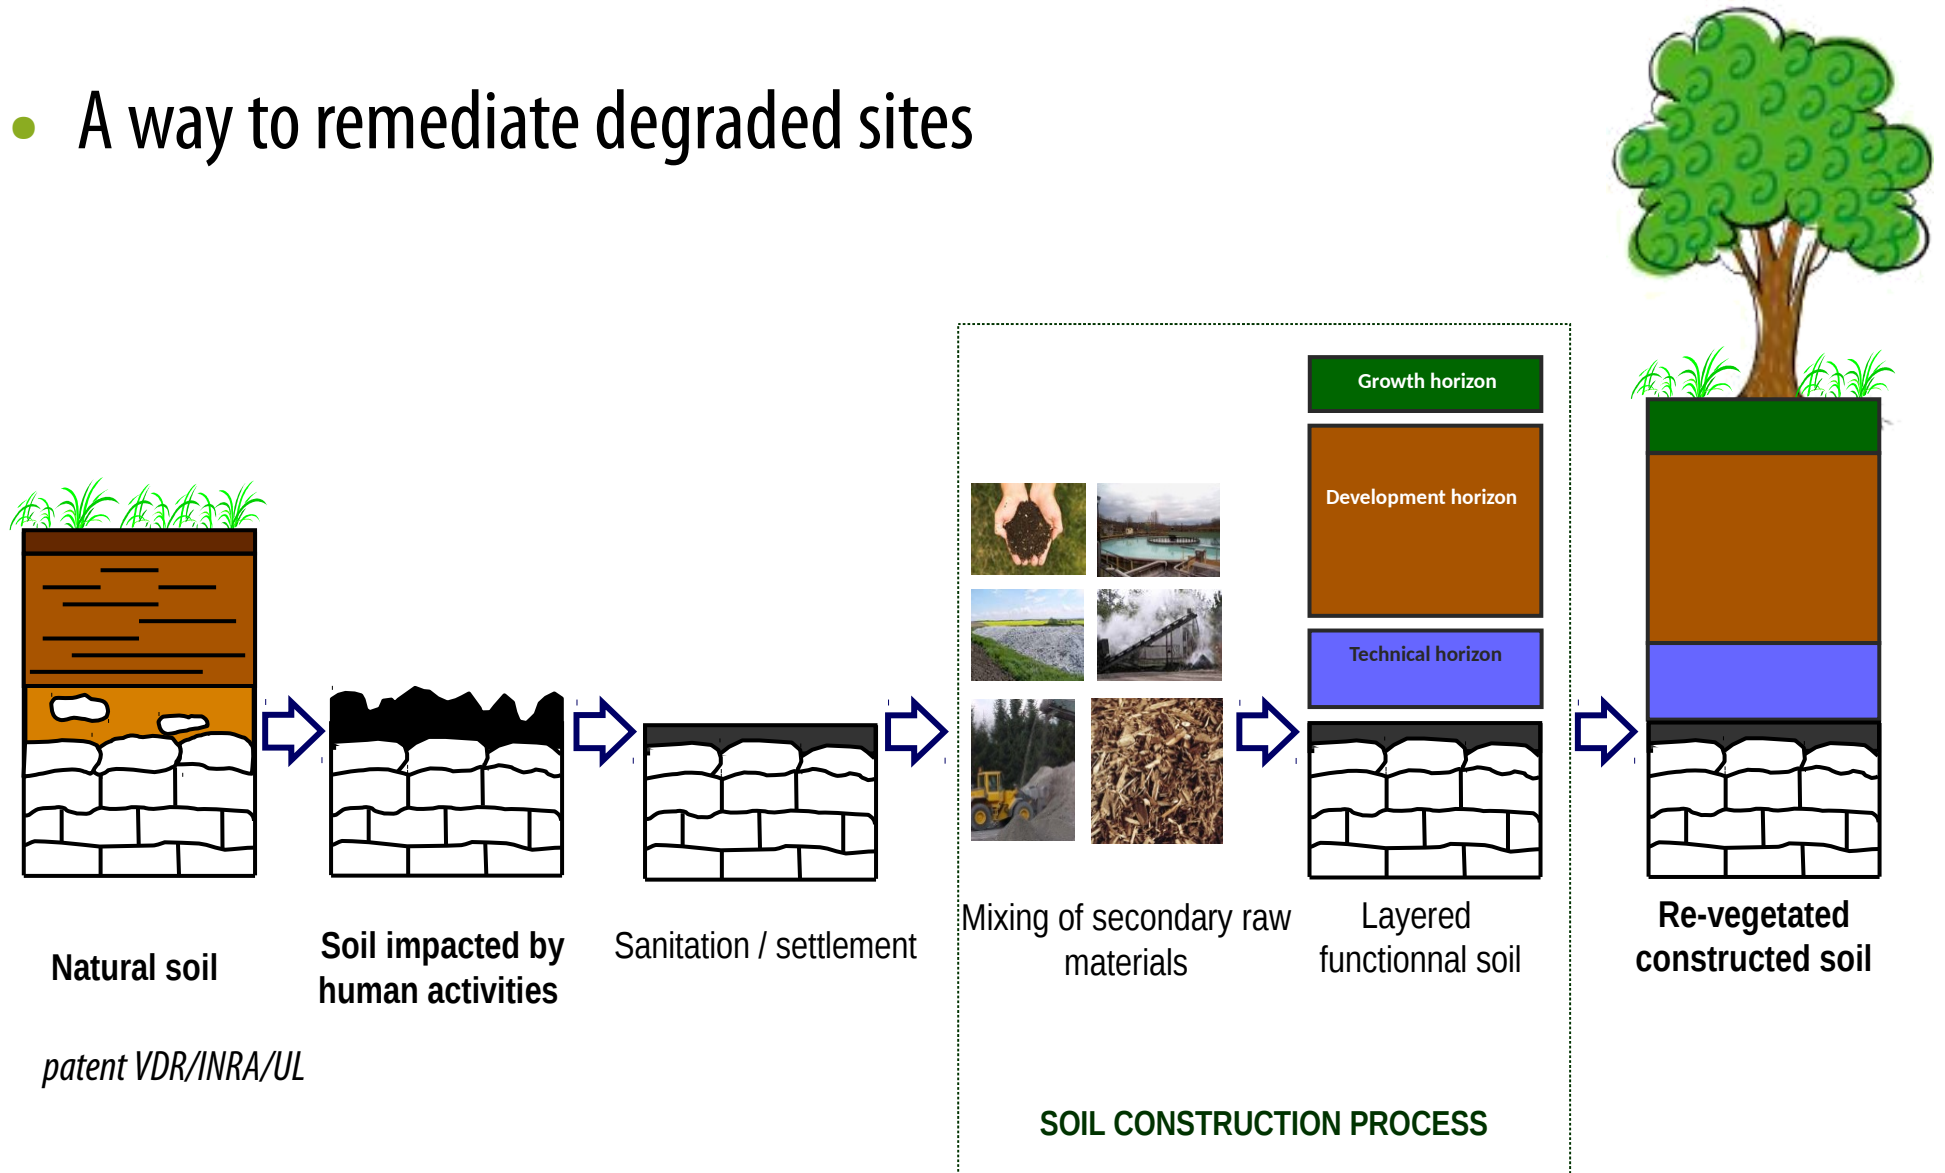 • A way to remediate degraded sites
Growth horizon
Development horizon
Technical horizon
Natural soil
Soil impacted by
human activities
Sanitation / settlement
Mixing of secondary raw
materials
Layered
functionnal soil
Re-vegetated
constructed soil
patent VDR/INRA/UL
SOIL CONSTRUCTION PROCESS